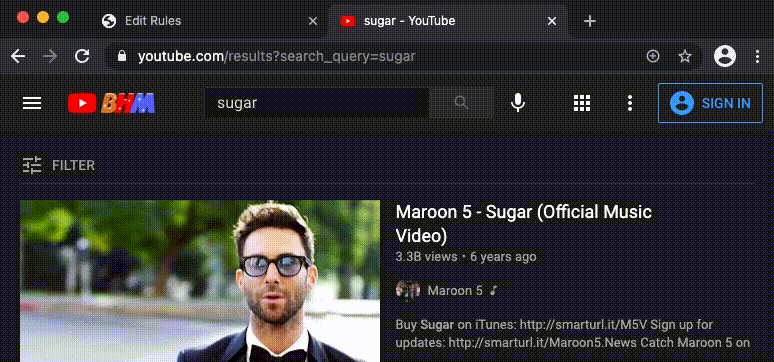 Edit Rules
sugar - YouTube
youtube.com/results?search_query=sugar
BHM
sugar
SIGN IN
FILTER
Maroon 5 - Sugar (Official Music
Video)
3.3B views • 6 years ago
Maroon 5 ♪
Buy Sugar on iTunes: http://smarturl.it/M5V Sign up for
updates: http://smarturl.it/Maroon5.News Catch Maroon 5 on